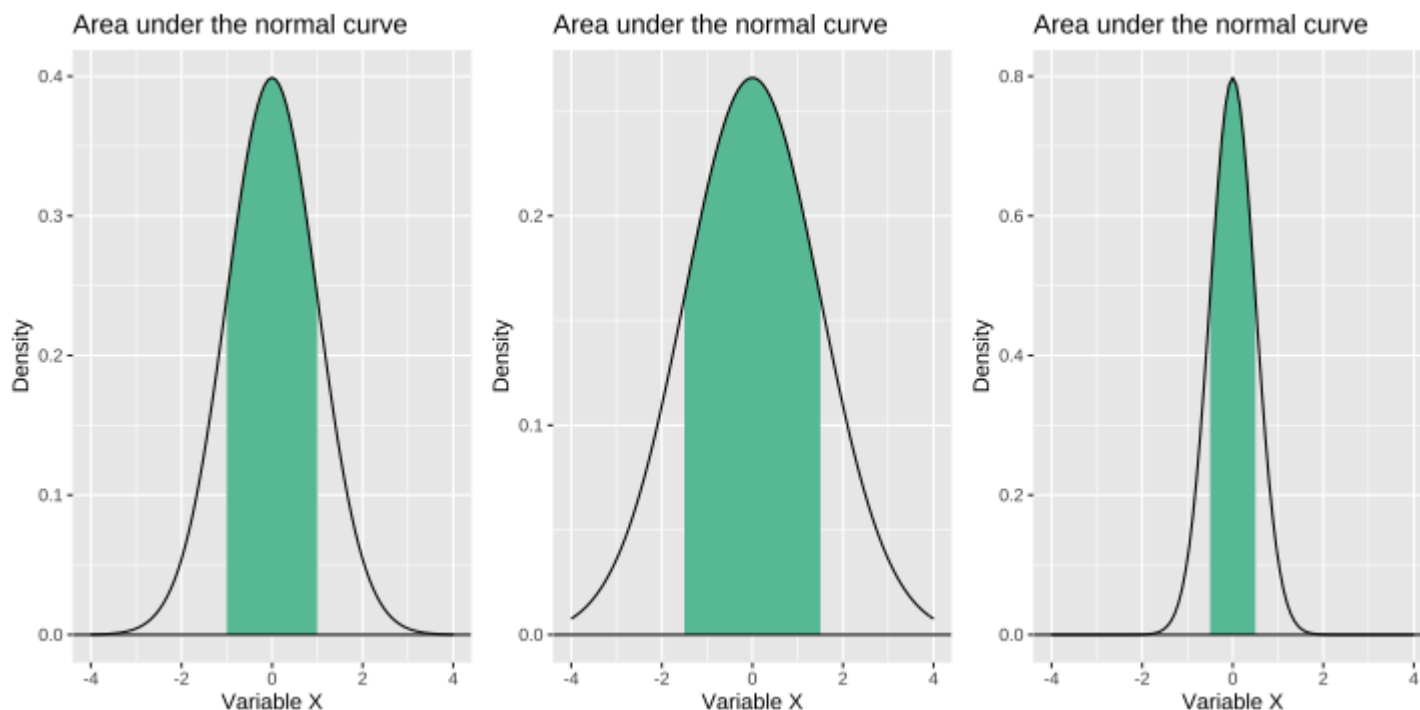 Area under the normal curve
0.4
0.3
0.2
0.1
0.0
Density
-4 -2 0 2 4
Variable X
Area under the normal curve
0.2
0.1
0.0
Density
-4 -2 0 2 4
Variable X
Area under the normal curve
0.8
0.6
0.4
0.2
0.0
Density
-4 -2 0 2 4
Variable X